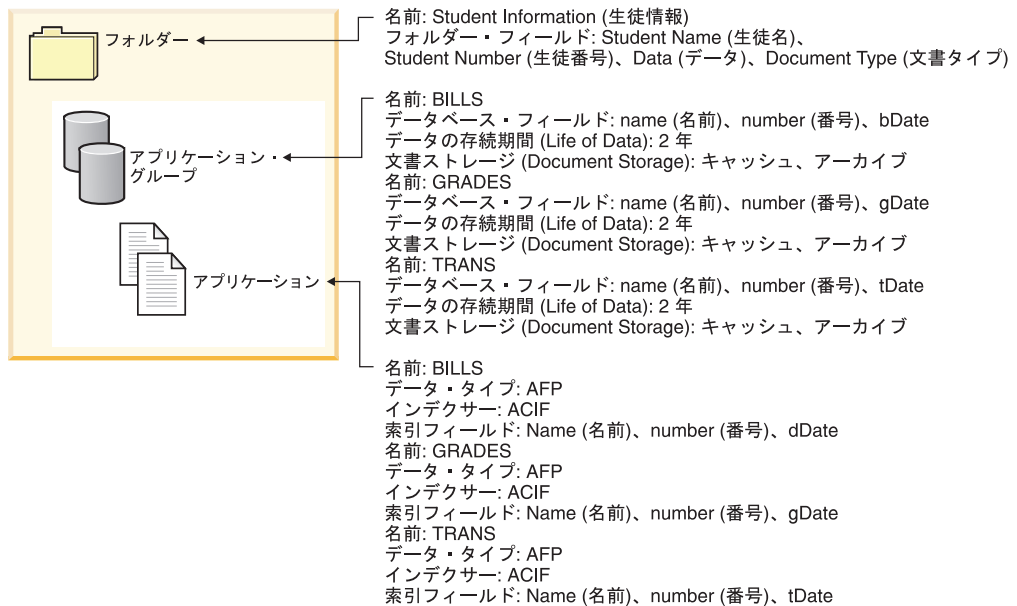 フォルダー
名前: Student Information (生徒情報)
フォルダー・フィールド: Student Name (生徒名)、
Student Number (生徒番号)、Data (データ)、Document Type (文書タイプ)
アプリケーション・
グループ
名前: BILLS
データベース・フィールド: name (名前)、number (番号)、bDate
データの存続期間 (Life of Data): 2 年
文書ストレージ (Document Storage): キャッシュ、アーカイブ
名前: GRADES
データベース・フィールド: name (名前)、number (番号)、gDate
データの存続期間 (Life of Data): 2 年
文書ストレージ (Document Storage): キャッシュ、アーカイブ
名前: TRANS
データベース・フィールド: name (名前)、number (番号)、tDate
データの存続期間 (Life of Data): 2 年
文書ストレージ (Document Storage): キャッシュ、アーカイブ
アプリケーション
名前: BILLS
データ・タイプ: AFP
インデクサー: ACIF
索引フィールド: Name (名前)、number (番号)、dDate
名前: GRADES
データ・タイプ: AFP
インデクサー: ACIF
索引フィールド: Name (名前)、number (番号)、gDate
名前: TRANS
データ・タイプ: AFP
インデクサー: ACIF
索引フィールド: Name (名前)、number (番号)、tDate